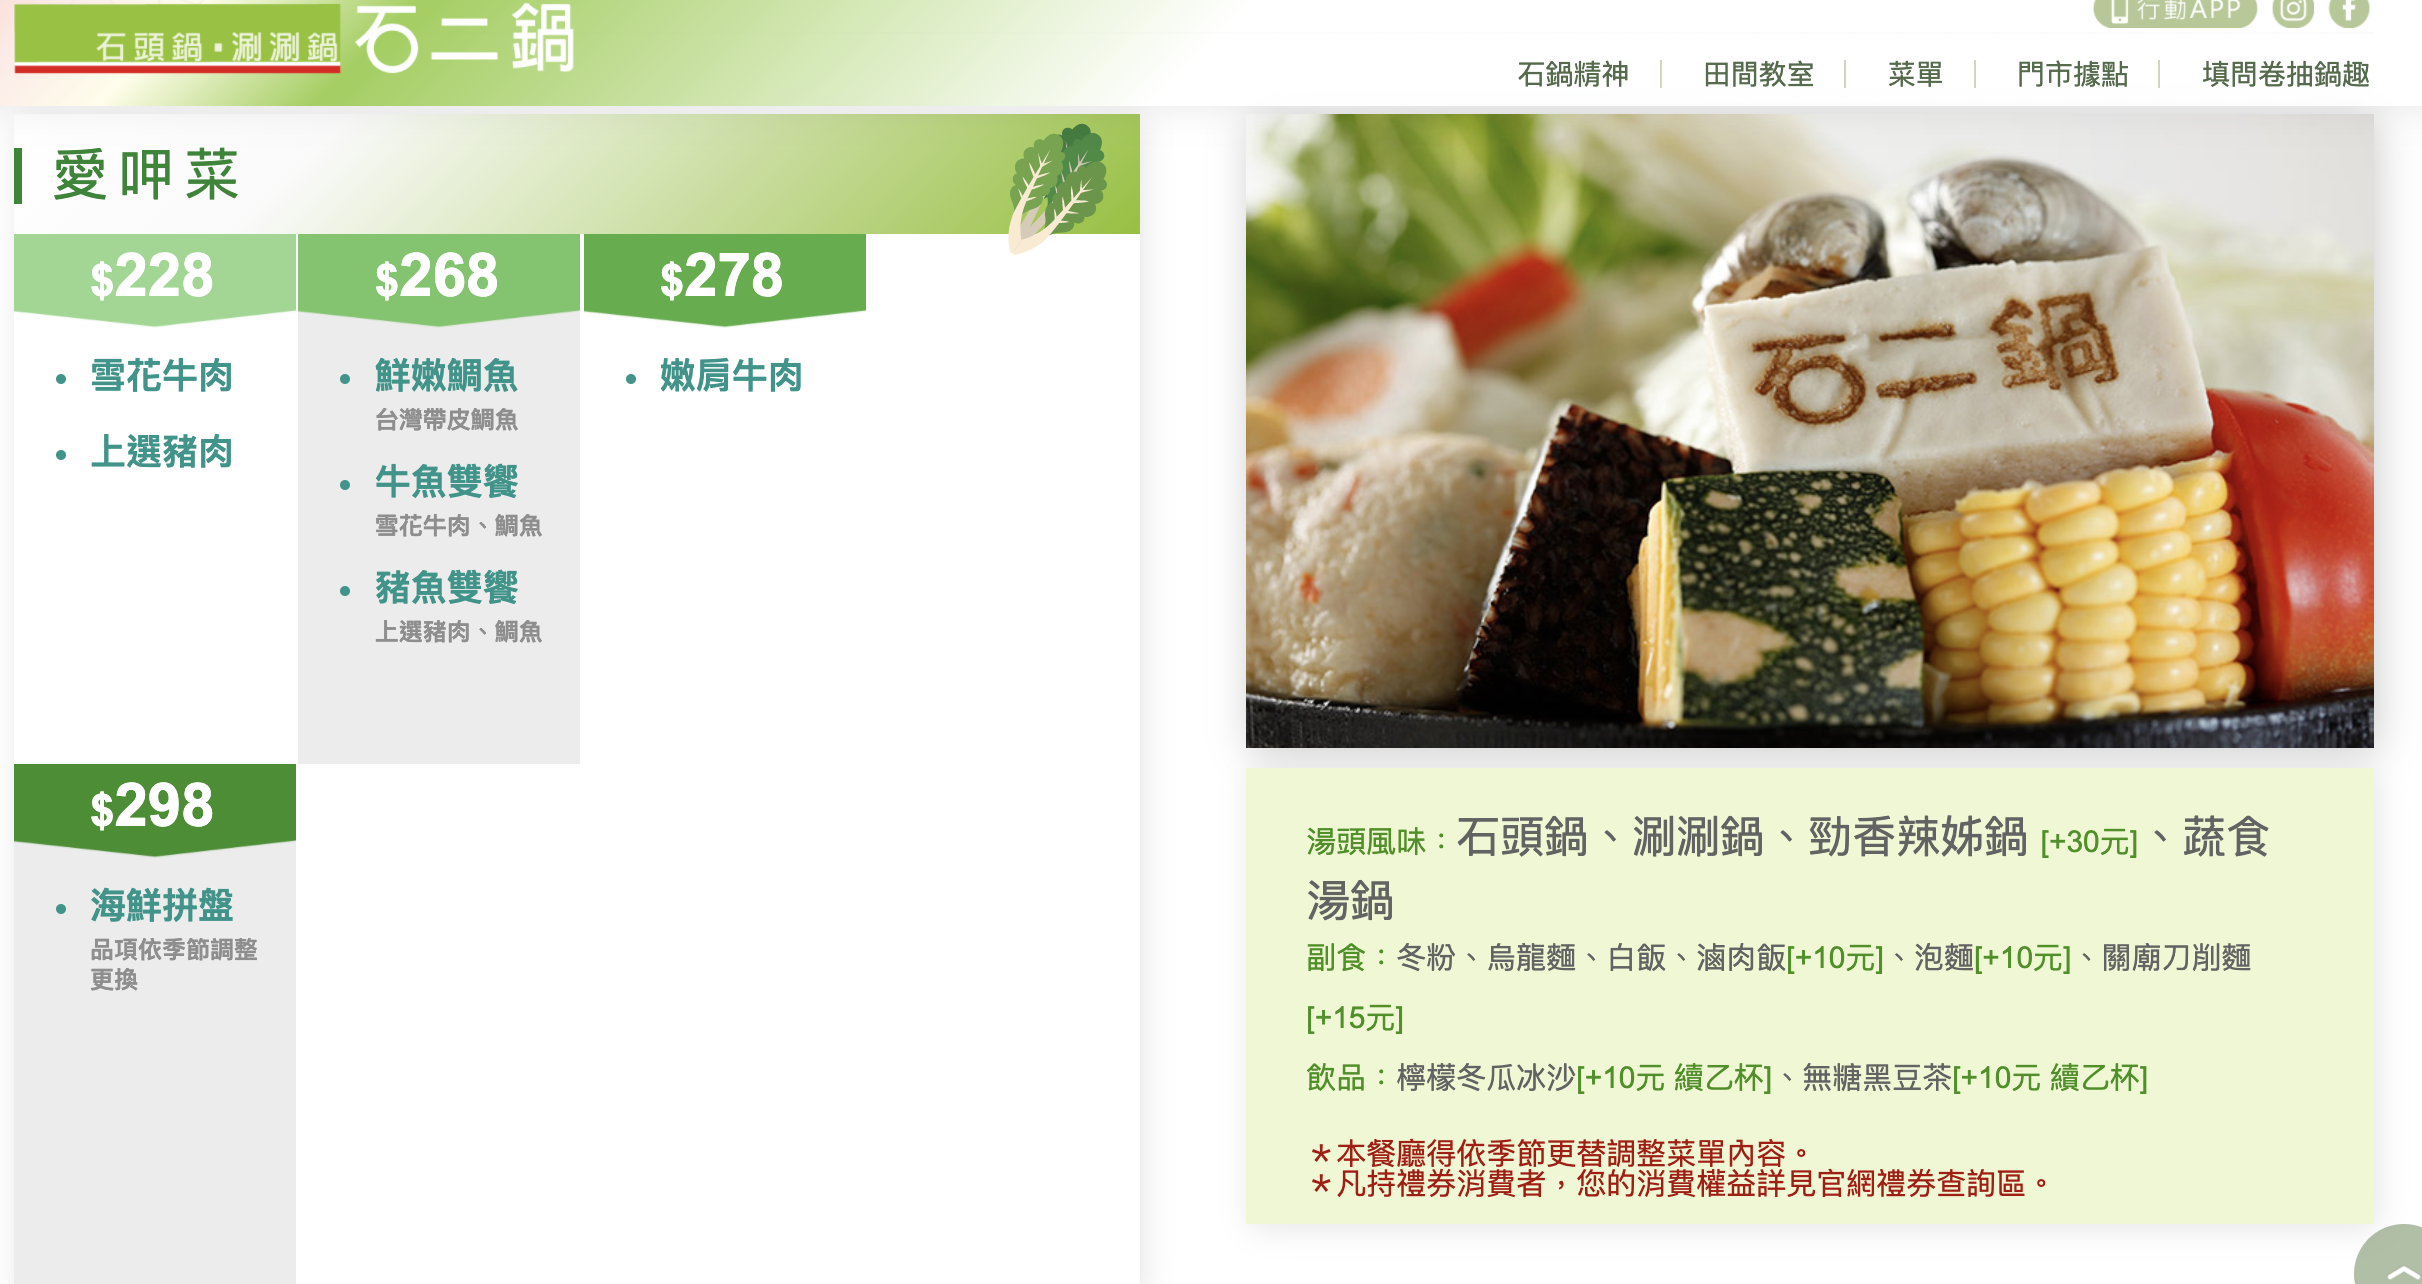 石頭鍋▪涮涮鍋 石二鍋
行動APP
石鍋精神
田間教室
菜單
門市據點
填問卷抽鍋趣
愛呷菜
$228
雪花牛肉
上選豬肉
$268
鮮嫩鯛魚
台灣帶皮鯛魚
牛魚雙饗
雪花牛肉、鯛魚
豬魚雙饗
上選豬肉、鯛魚
$278
嫩肩牛肉
$298
海鮮拼盤
品項依季節調整
更換
石二鍋
湯頭風味：石頭鍋、涮涮鍋、勁香辣姊鍋 [+30元]、蔬食
湯鍋
副食：冬粉、烏龍麵、白飯、滷肉飯[+10元]、泡麵[+10元]、關廟刀削麵
[+15元]
飲品：檸檬冬瓜冰沙[+10元 續乙杯]、無糖黑豆茶[+10元 續乙杯]
＊本餐廳得依季節更替調整菜單內容。
＊凡持禮券消費者，您的消費權益詳見官網禮券查詢區。